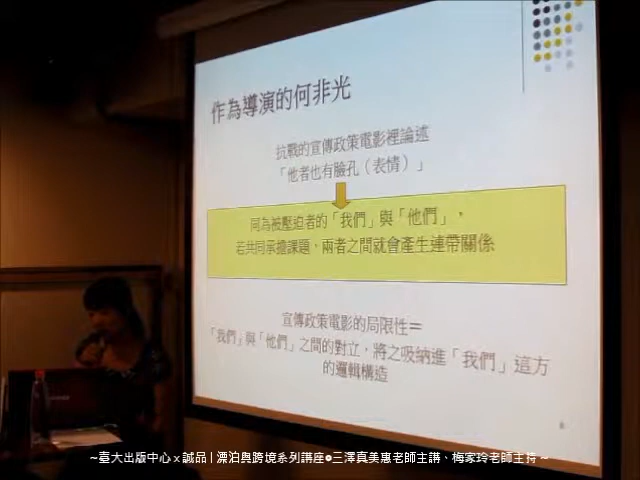 作為導演的何非光
抗戰的宣傳政策電影裡論述
「他者也有臉孔（表情）」
同為被壓迫者的「我們」與「他們」，
若共同承擔課題，兩者之間就會產生連帶關係
宣傳政策電影的局限性＝
「我們」與「他們」之間的對立，將之吸納進「我們」這方
的邏輯構造
~臺大出版中心 x 誠品 | 漂泊與跨境系列講座●三澤真美惠老師主講、梅家玲老師主持 ~